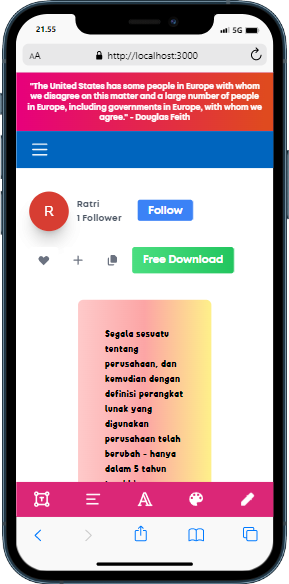 21.55
5G
AA
http://localhost:3000
"The United States has some people in Europe with whom
we disagree on this matter and a large number of people
in Europe, including governments in Europe, with whom we
agree." - Douglas Feith
R
Ratri
1 Follower
Follow
Free Download
Segala sesuatu
tentang
perusahaan, dan
kemudian dengan
definisi perangkat
lunak yang
digunakan
perusahaan telah
berubah - hanya
dalam 5 tahun
T
A